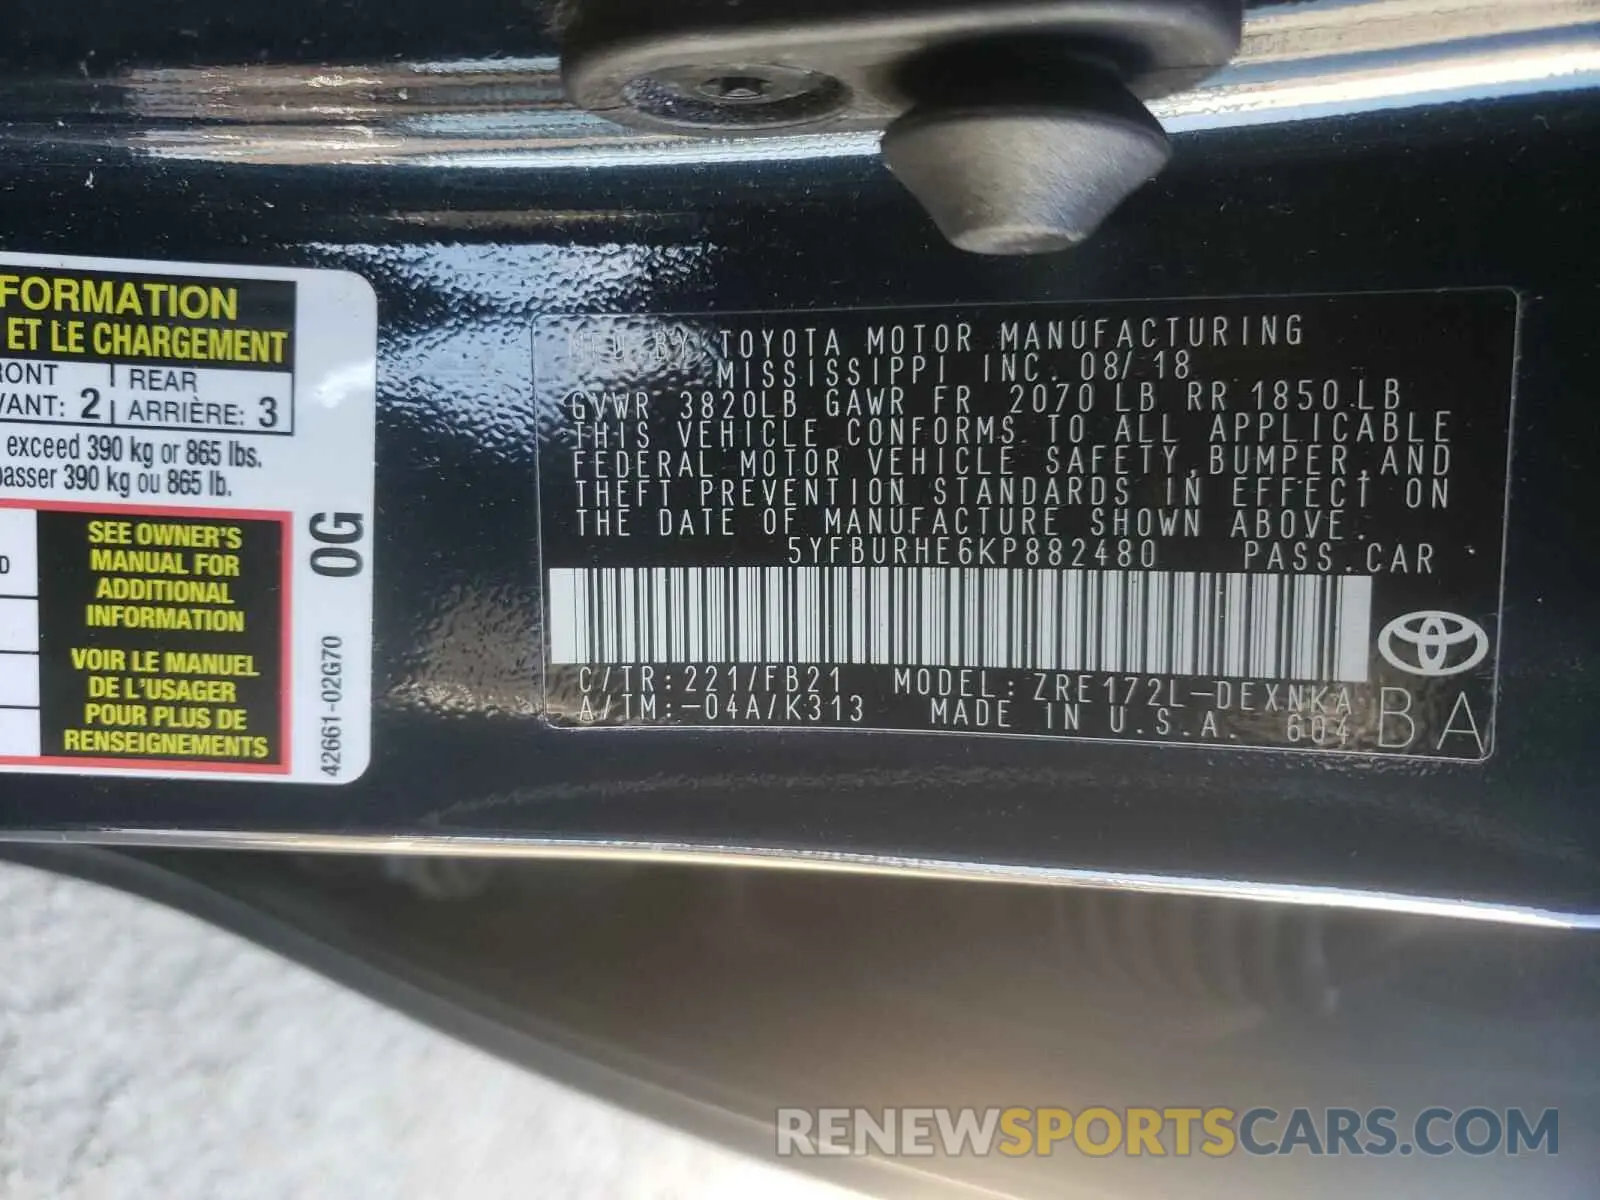 FORMATION
ET LE CHARGEMENT
RONT | REAR
VANT: 2 | ARRIÈRE: 3
exceed 390 kg or 865 lbs.
passer 390 kg ou 865 lb.
D
SEE OWNER'S
MANUAL FOR
ADDITIONAL
INFORMATION
VOIR LE MANUEL
DE L'USAGER
POUR PLUS DE
RENSEIGNEMENTS
0G
42661-02G70
MFD BY TOYOTA MOTOR MANUFACTURING
MISSISSIPPI INC. 08/18
GVWR 3820LB GAWR FR 2070 LB RR 1850 LB
THIS VEHICLE CONFORMS TO ALL APPLICABLE
FEDERAL MOTOR VEHICLE SAFETY, BUMPER, AND
THEFT PREVENTION STANDARDS IN EFFECT ON
THE DATE OF MANUFACTURE SHOWN ABOVE.
5YFBURHE6KP882480 PASS. CAR
C/TR: 221/FB21 MODEL: ZRE172L-DEXNKA
A/TM: -04A/K313 MADE IN U.S.A. 604
BA
RENEWSPORTSCARS.COM